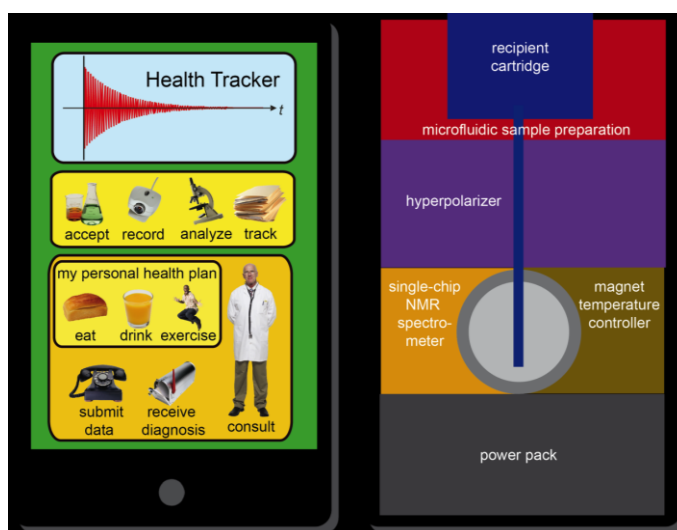 Health Tracker
t
accept record analyze track
my personal health plan
eat drink exercise
submit
data
receive
diagnosis
consult
recipient
cartridge
microfluidic sample preparation
hyperpolarizer
single-chip
NMR
spectro-
meter
magnet
temperature
controller
power pack